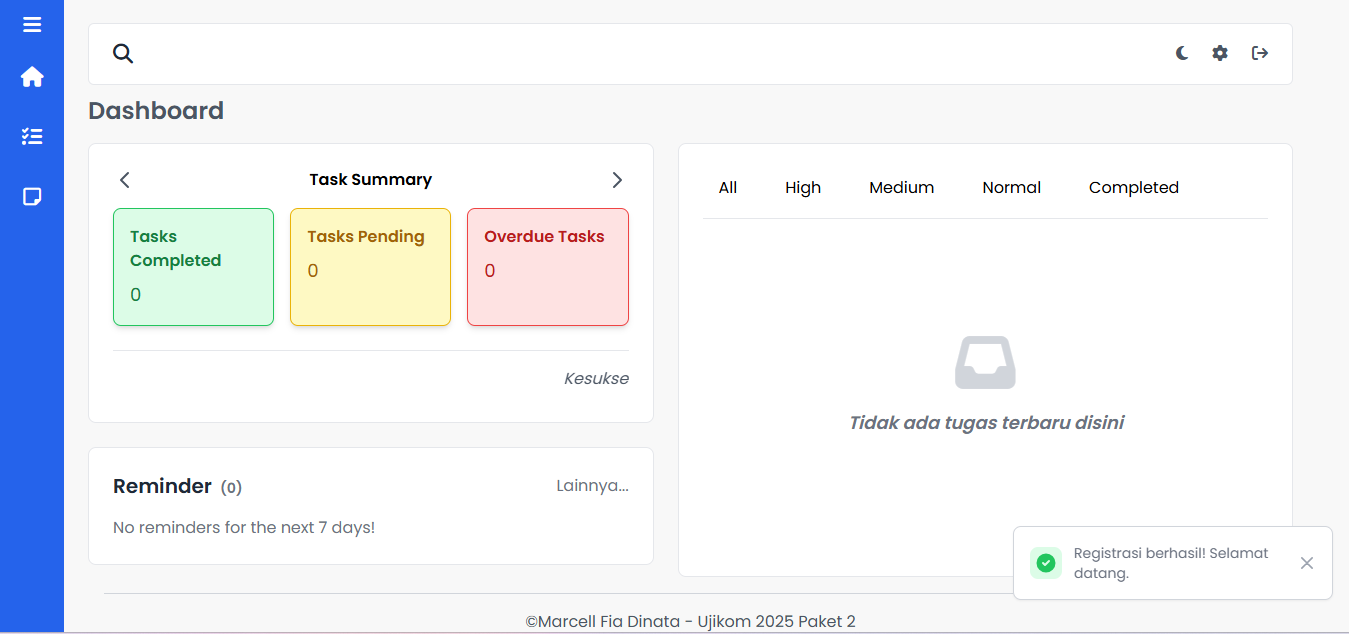 Dashboard
Task Summary
Tasks
Completed
0
Tasks Pending
0
Overdue Tasks
0
Kesukse
Reminder (0)
Lainnya...
No reminders for the next 7 days!
All High Medium Normal Completed
Tidak ada tugas terbaru disini
Registrasi berhasil! Selamat
datang.
©Marcell Fia Dinata - Ujikom 2025 Paket 2